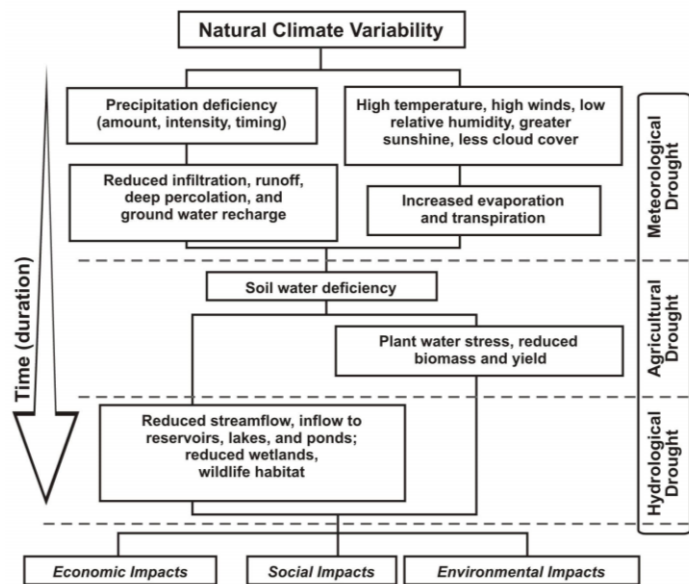 Natural Climate Variability
Precipitation deficiency
(amount, intensity, timing)
High temperature, high winds, low
relative humidity, greater
sunshine, less cloud cover
Reduced infiltration, runoff,
deep percolation, and
ground water recharge
Increased evaporation
and transpiration
Meteorological
Drought
Time (duration)
Soil water deficiency
Plant water stress, reduced
biomass and yield
Agricultural
Drought
Reduced streamflow, inflow to
reservoirs, lakes, and ponds;
reduced wetlands,
wildlife habitat
Hydrological
Drought
Economic Impacts
Social Impacts
Environmental Impacts